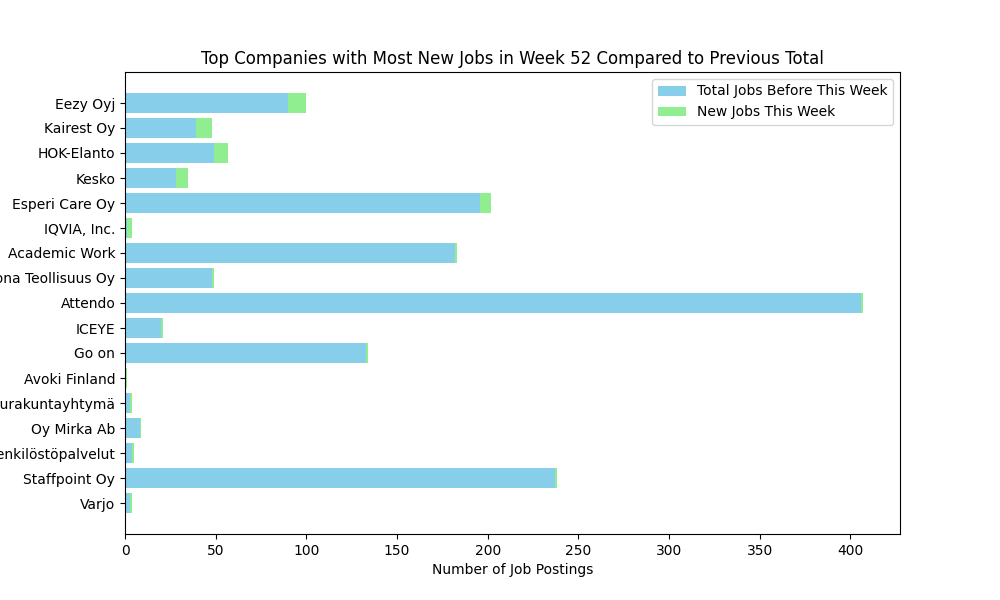 Top Companies with Most New Jobs in Week 52 Compared to Previous Total
Total Jobs Before This Week
New Jobs This Week
Eezy Oyj
Kairest Oy
HOK-Elanto
Kesko
Esperi Care Oy
IQVIA, Inc.
Academic Work
Teollisuus Oy
Attendo
ICEYE
Go on
Avoki Finland
Oy Mirka Ab
Staffpoint Oy
Varjo
0 50 100 150 200 250 300 350 400
Number of Job Postings